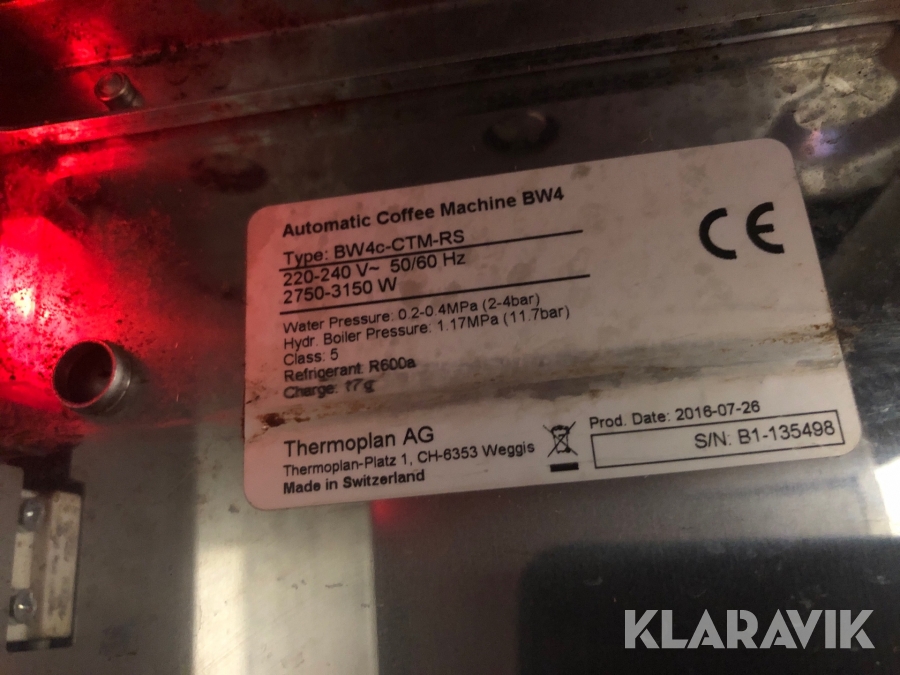 Automatic Coffee Machine BW4
Type: BW4c-CTM-RS
220-240 V~ 50/60 Hz
2750-3150 W
Water Pressure: 0.2-0.4MPa (2-4bar)
Hydr. Boiler Pressure: 1.17MPa (11.7bar)
Class: 5
Refrigerant: R600a
Charge: 17g
CE
Thermoplan AG
Thermoplan-Platz 1, CH-6353 Weggis
Made in Switzerland
Prod. Date: 2016-07-26
S/N: B1-135498
KLARAVIK